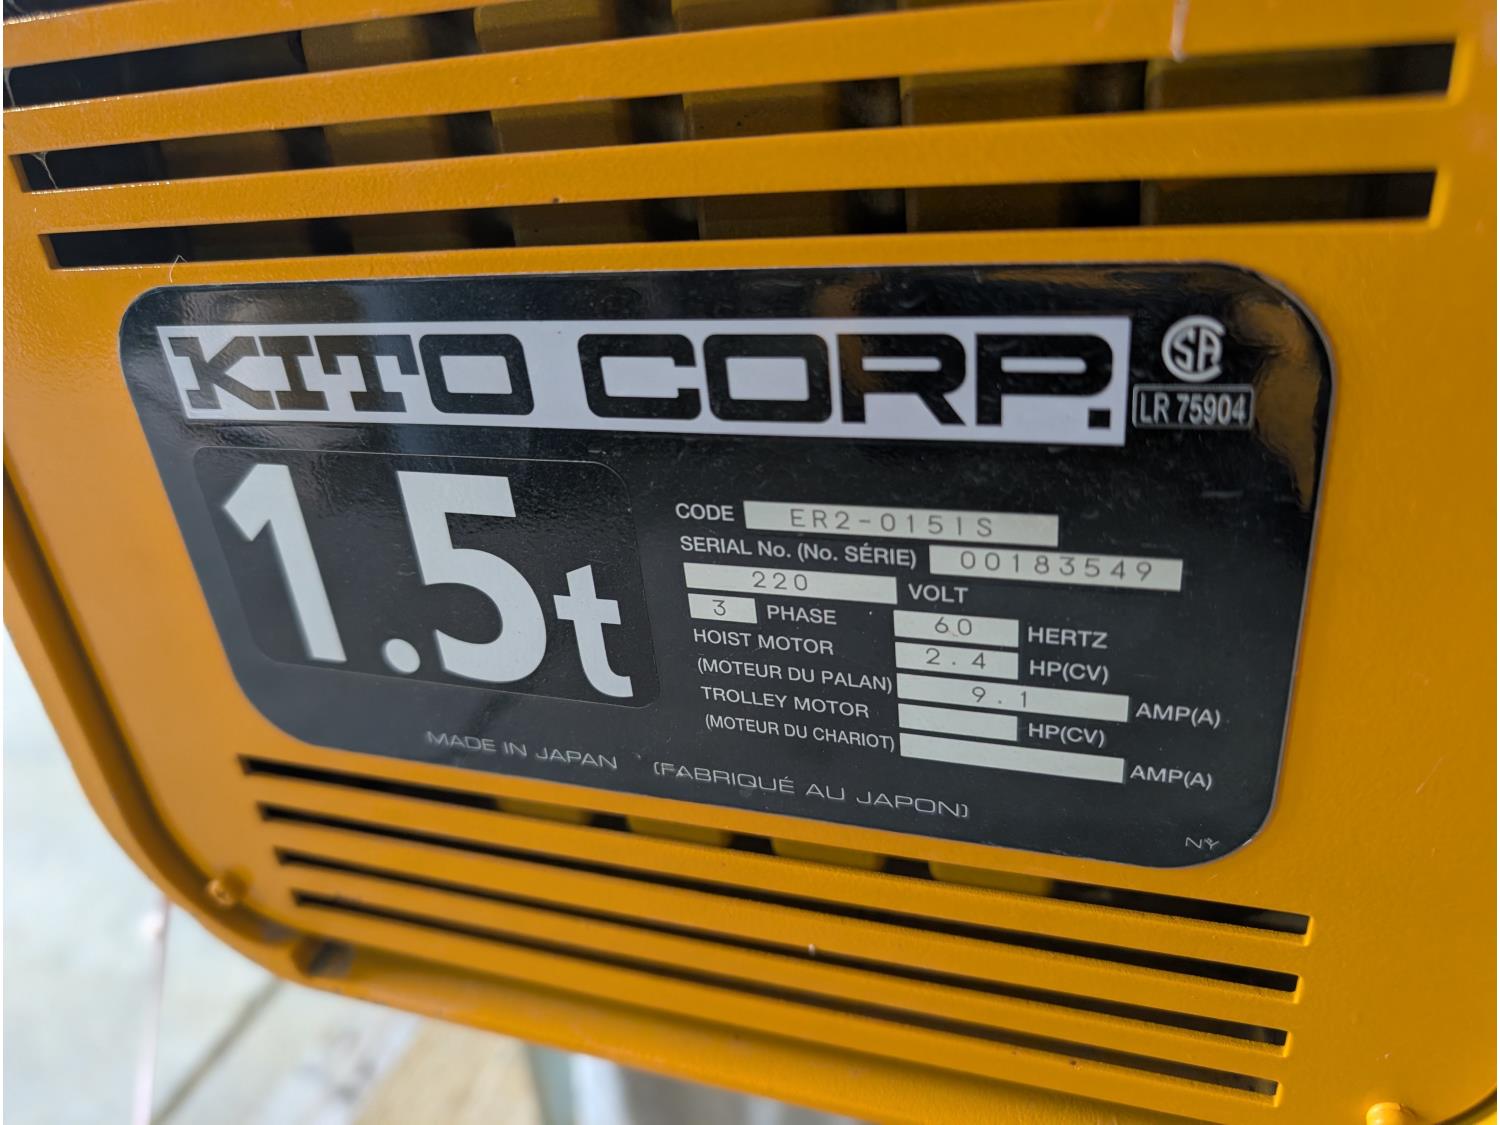 KITO CORP.
SA
LR 75904
1.5t
CODE ER2-015IS
SERIAL No. (No. SÉRIE) 00183549
220 VOLT
3 PHASE 60 HERTZ
HOIST MOTOR 2.4 HP(CV)
(MOTEUR DU PALAN) 9.1 AMP(A)
TROLLEY MOTOR HP(CV)
(MOTEUR DU CHARIOT) AMP(A)
MADE IN JAPAN (FABRIQUÉ AU JAPON)
NY